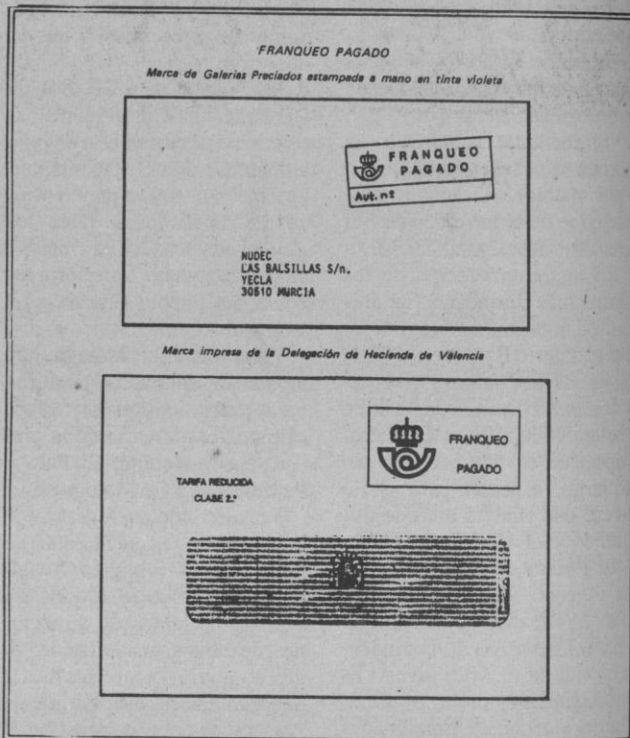 FRANQUEO PAGADO
Marca de Galerías Preciados estampada a mano en tinta violeta
FRANQUEO
PAGADO
Aut. nº
NUDEC
LAS BALSILLAS S/n.
YECLA
30510 MURCIA
Marca impresa de la Delegación de Hacienda de Valencia
FRANQUEO
PAGADO
TARIFA REDUCIDA
CLASE 2.ª